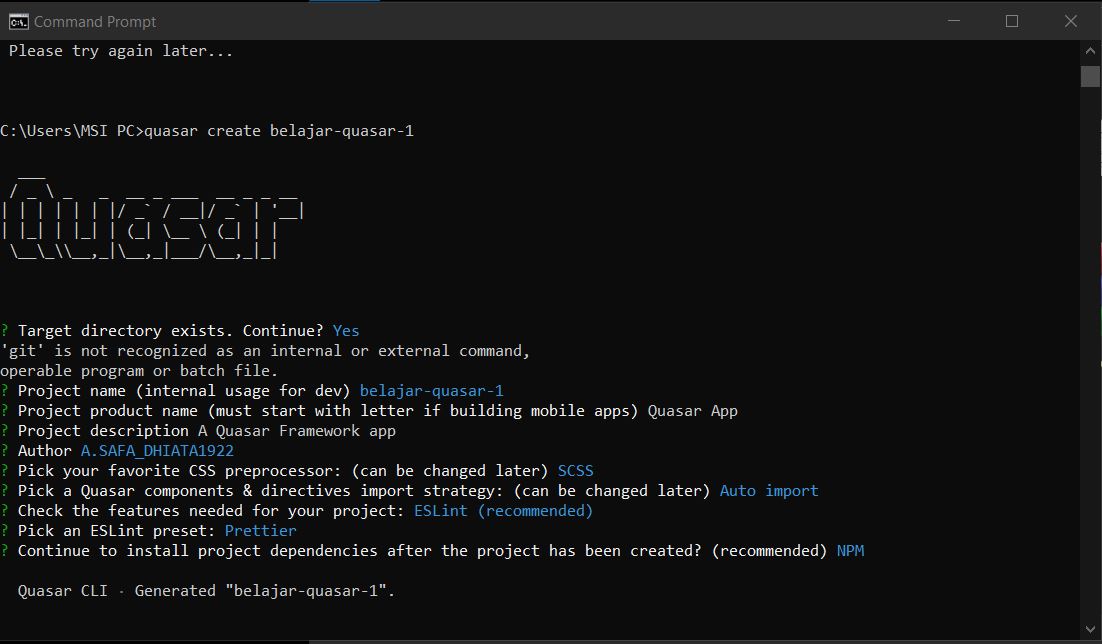 Command Prompt
Please try again later...
C:\Users\MSI PC>quasar create belajar-quasar-1
Quasar
? Target directory exists. Continue? Yes
'git' is not recognized as an internal or external command,
operable program or batch file.
? Project name (internal usage for dev) belajar-quasar-1
? Project product name (must start with letter if building mobile apps) Quasar App
? Project description A Quasar Framework app
? Author A.SAFA_DHIATA1922
? Pick your favorite CSS preprocessor: (can be changed later) SCSS
? Pick a Quasar components & directives import strategy: (can be changed later) Auto import
? Check the features needed for your project: ESLint (recommended)
? Pick an ESLint preset: Prettier
? Continue to install project dependencies after the project has been created? (recommended) NPM
Quasar CLI · Generated "belajar-quasar-1".